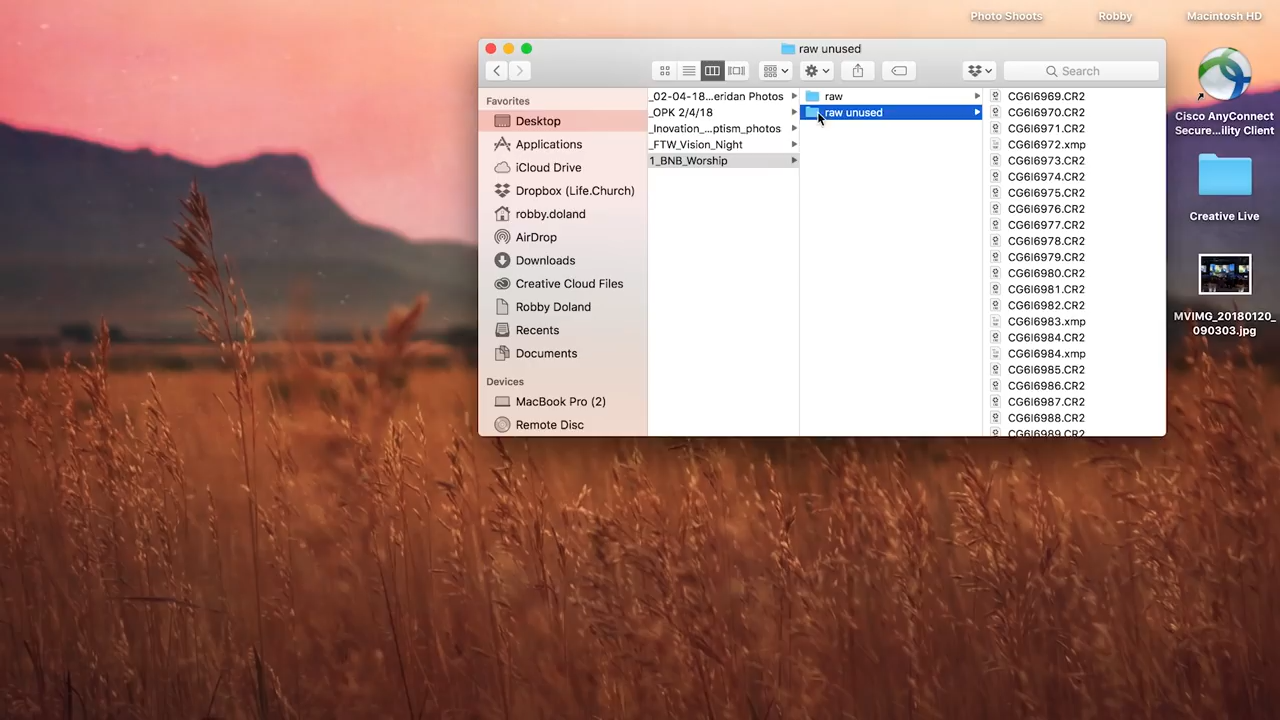 Photo Shoots
Robby
Macintosh HD
raw unused
Search
Favorites
Desktop
Applications
iCloud Drive
Dropbox (Life.Church)
robby.doland
AirDrop
Downloads
Creative Cloud Files
Robby Doland
Recents
Documents
Devices
MacBook Pro (2)
Remote Disc
_02-04-18...eridan Photos
_OPK 2/4/18
_Inovation_...ptism_photos
_FTW_Vision_Night
1_BNB_Worship
raw
raw unused
CG6I6969.CR2
CG6I6970.CR2
CG6I6971.CR2
CG6I6972.xmp
CG6I6973.CR2
CG6I6974.CR2
CG6I6975.CR2
CG6I6976.CR2
CG6I6977.CR2
CG6I6978.CR2
CG6I6979.CR2
CG6I6980.CR2
CG6I6981.CR2
CG6I6982.CR2
CG6I6983.xmp
CG6I6984.CR2
CG6I6984.xmp
CG6I6985.CR2
CG6I6986.CR2
CG6I6987.CR2
CG6I6988.CR2
CG6I6989.CR2
Cisco AnyConnect
Secure...ility Client
Creative Live
MVIMG_20180120_
090303.jpg